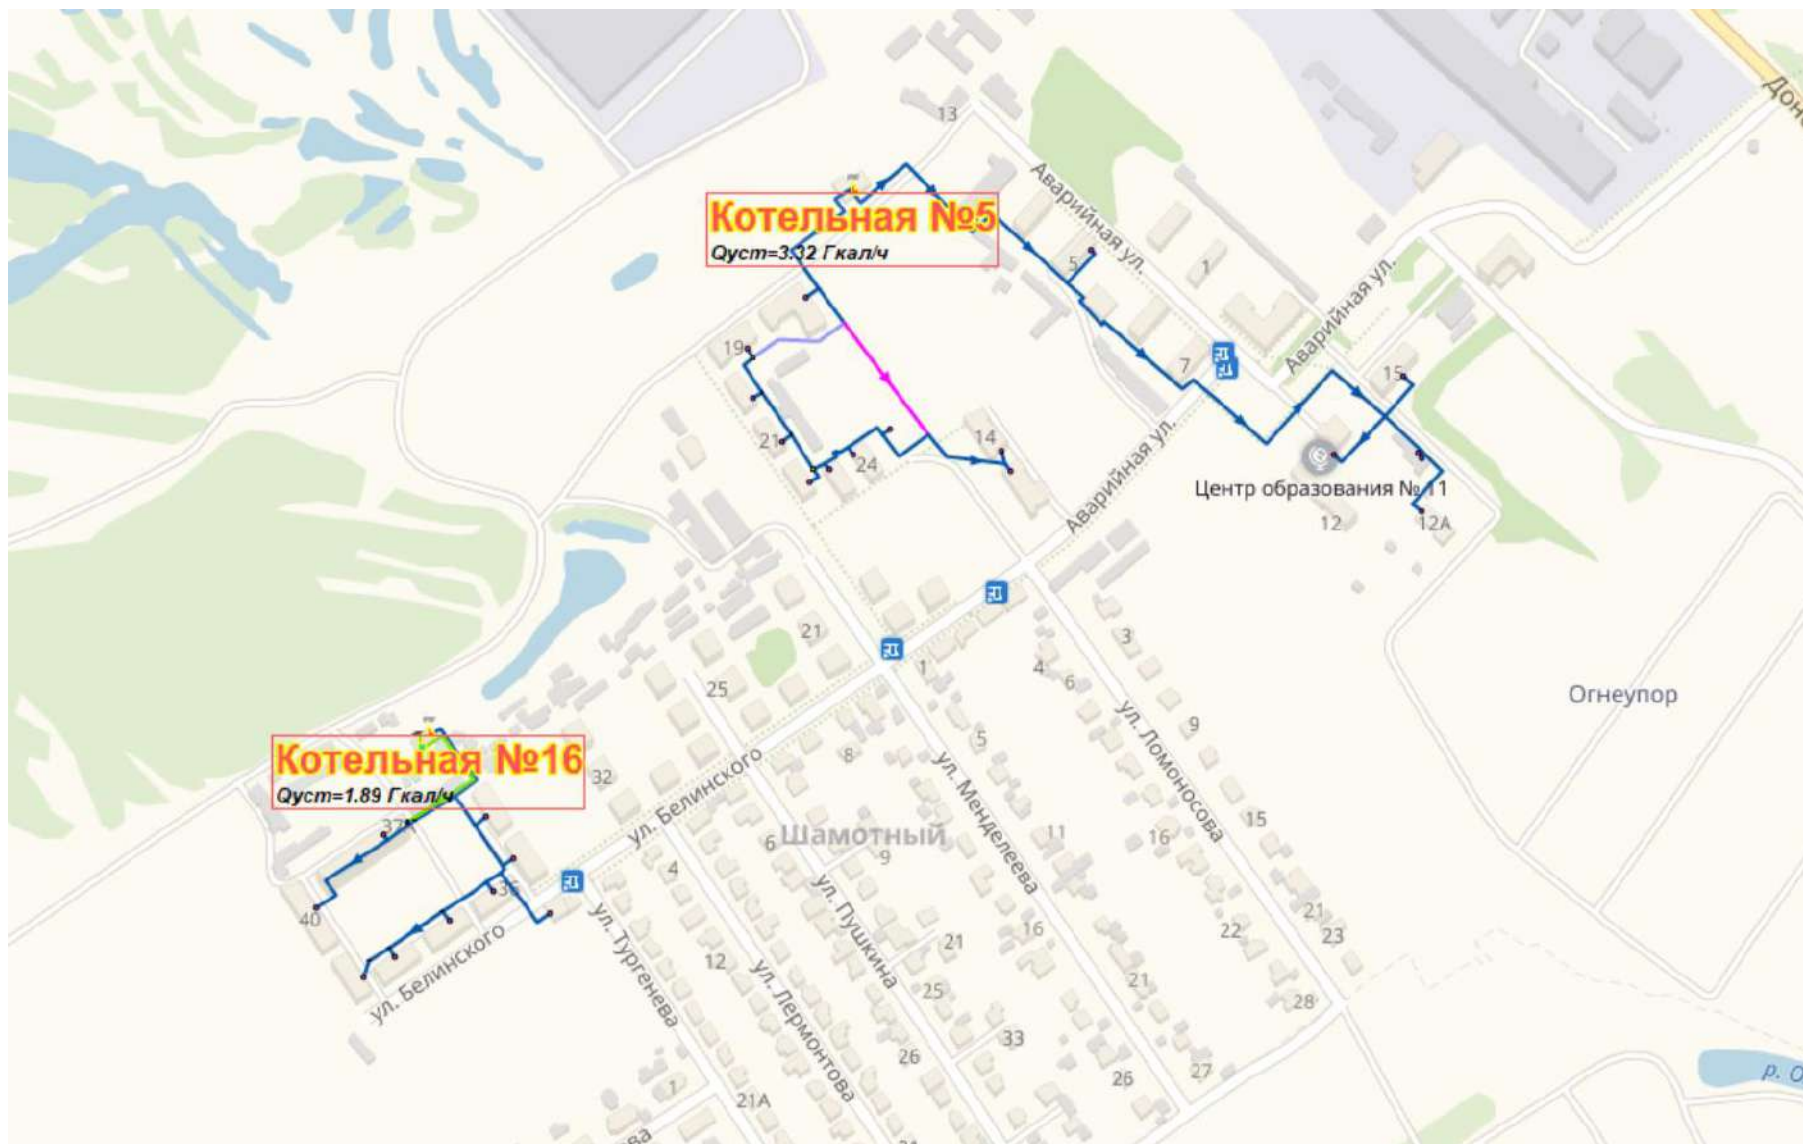 Доне
13
Аварийная ул.
Котельная №5
Qуст=3.32 Гкал/ч
5
1
Аварийная ул.
19
7
15
21
14
24
Аварийная ул.
Центр образования № 11
12
12А
21
3
1
4
6
25
Огнеупор
9
ул. Ломоносова
5
8
Котельная №16
Qуст=1.89 Гкал/ч
32
ул. Белинского
ул. Менделеева
37
Шамотный
6
9
11
16
15
4
36
ул. Пушкина
40
ул. Тургенева
21
16
22
21
23
ул. Белинского
12
ул. Лермонтова
25
21
28
33
26
26
27
1
21А
р. О